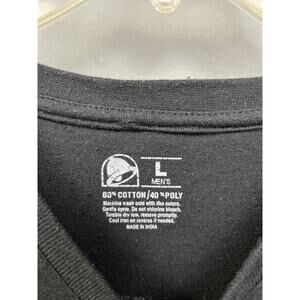 L
MEN'S
60% COTTON/40%POLY
Machine wash cold with like colors.
Gentle cycle. Do not chlorine bleach.
Tumble dry low, remove promptly.
Cool iron on reverse if needed.
MADE IN INDIA